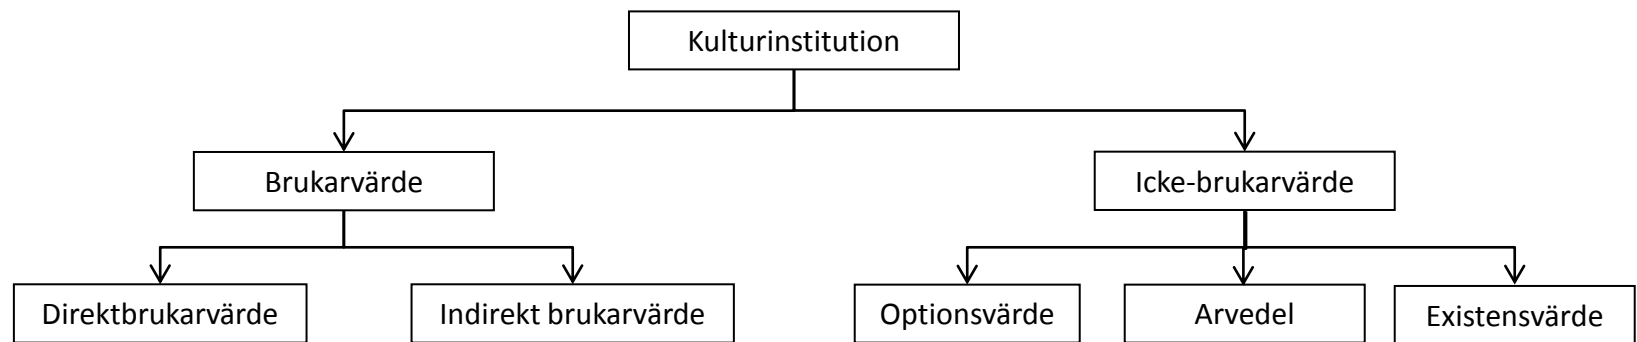 Kulturinstitution
Brukarvärde
Icke-brukarvärde
Direktbrukarvärde
Indirekt brukarvärde
Optionsvärde
Arvedel
Existensvärde